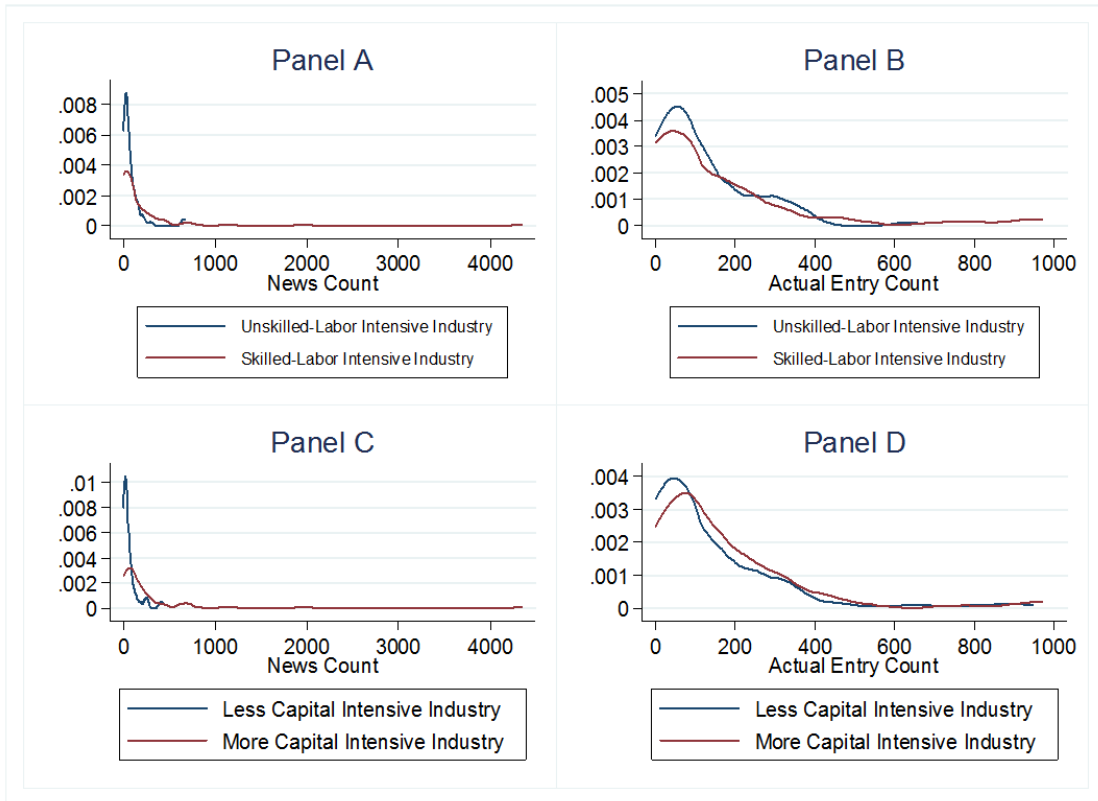 Panel A
.008
.006
.004
.002
0
0 1000 2000 3000 4000
News Count
Unskilled-Labor Intensive Industry
Skilled-Labor Intensive Industry
Panel B
.005
.004
.003
.002
.001
0
0 200 400 600 800 1000
Actual Entry Count
Unskilled-Labor Intensive Industry
Skilled-Labor Intensive Industry
Panel C
.01
.008
.006
.004
.002
0
0 1000 2000 3000 4000
News Count
Less Capital Intensive Industry
More Capital Intensive Industry
Panel D
.004
.003
.002
.001
0
0 200 400 600 800 1000
Actual Entry Count
Less Capital Intensive Industry
More Capital Intensive Industry